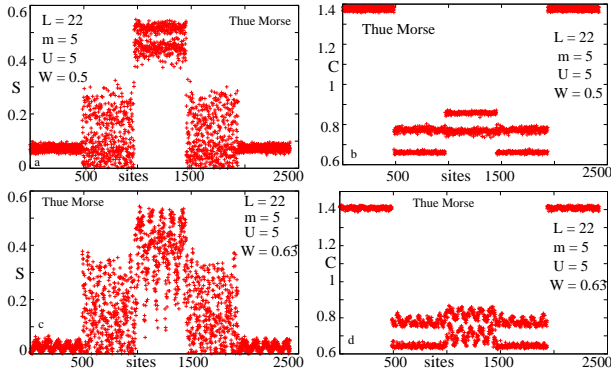 L = 22
m = 5
U = 5
W = 0.5
Thue Morse
S
0.6
0.4
0.2
0
a
500
sites
1500
2500
Thue Morse
L = 22
m = 5
U = 5
W = 0.5
C
1.4
1.2
1
0.8
0.6
b
500
sites
1500
2500
Thue Morse
L = 22
m = 5
U = 5
W = 0.63
S
0.6
0.4
0.2
0
c
500
sites
1500
2500
Thue Morse
L = 22
m = 5
U = 5
W = 0.63
C
1.4
1.2
1
0.8
0.6
d
500
sites
1500
2500